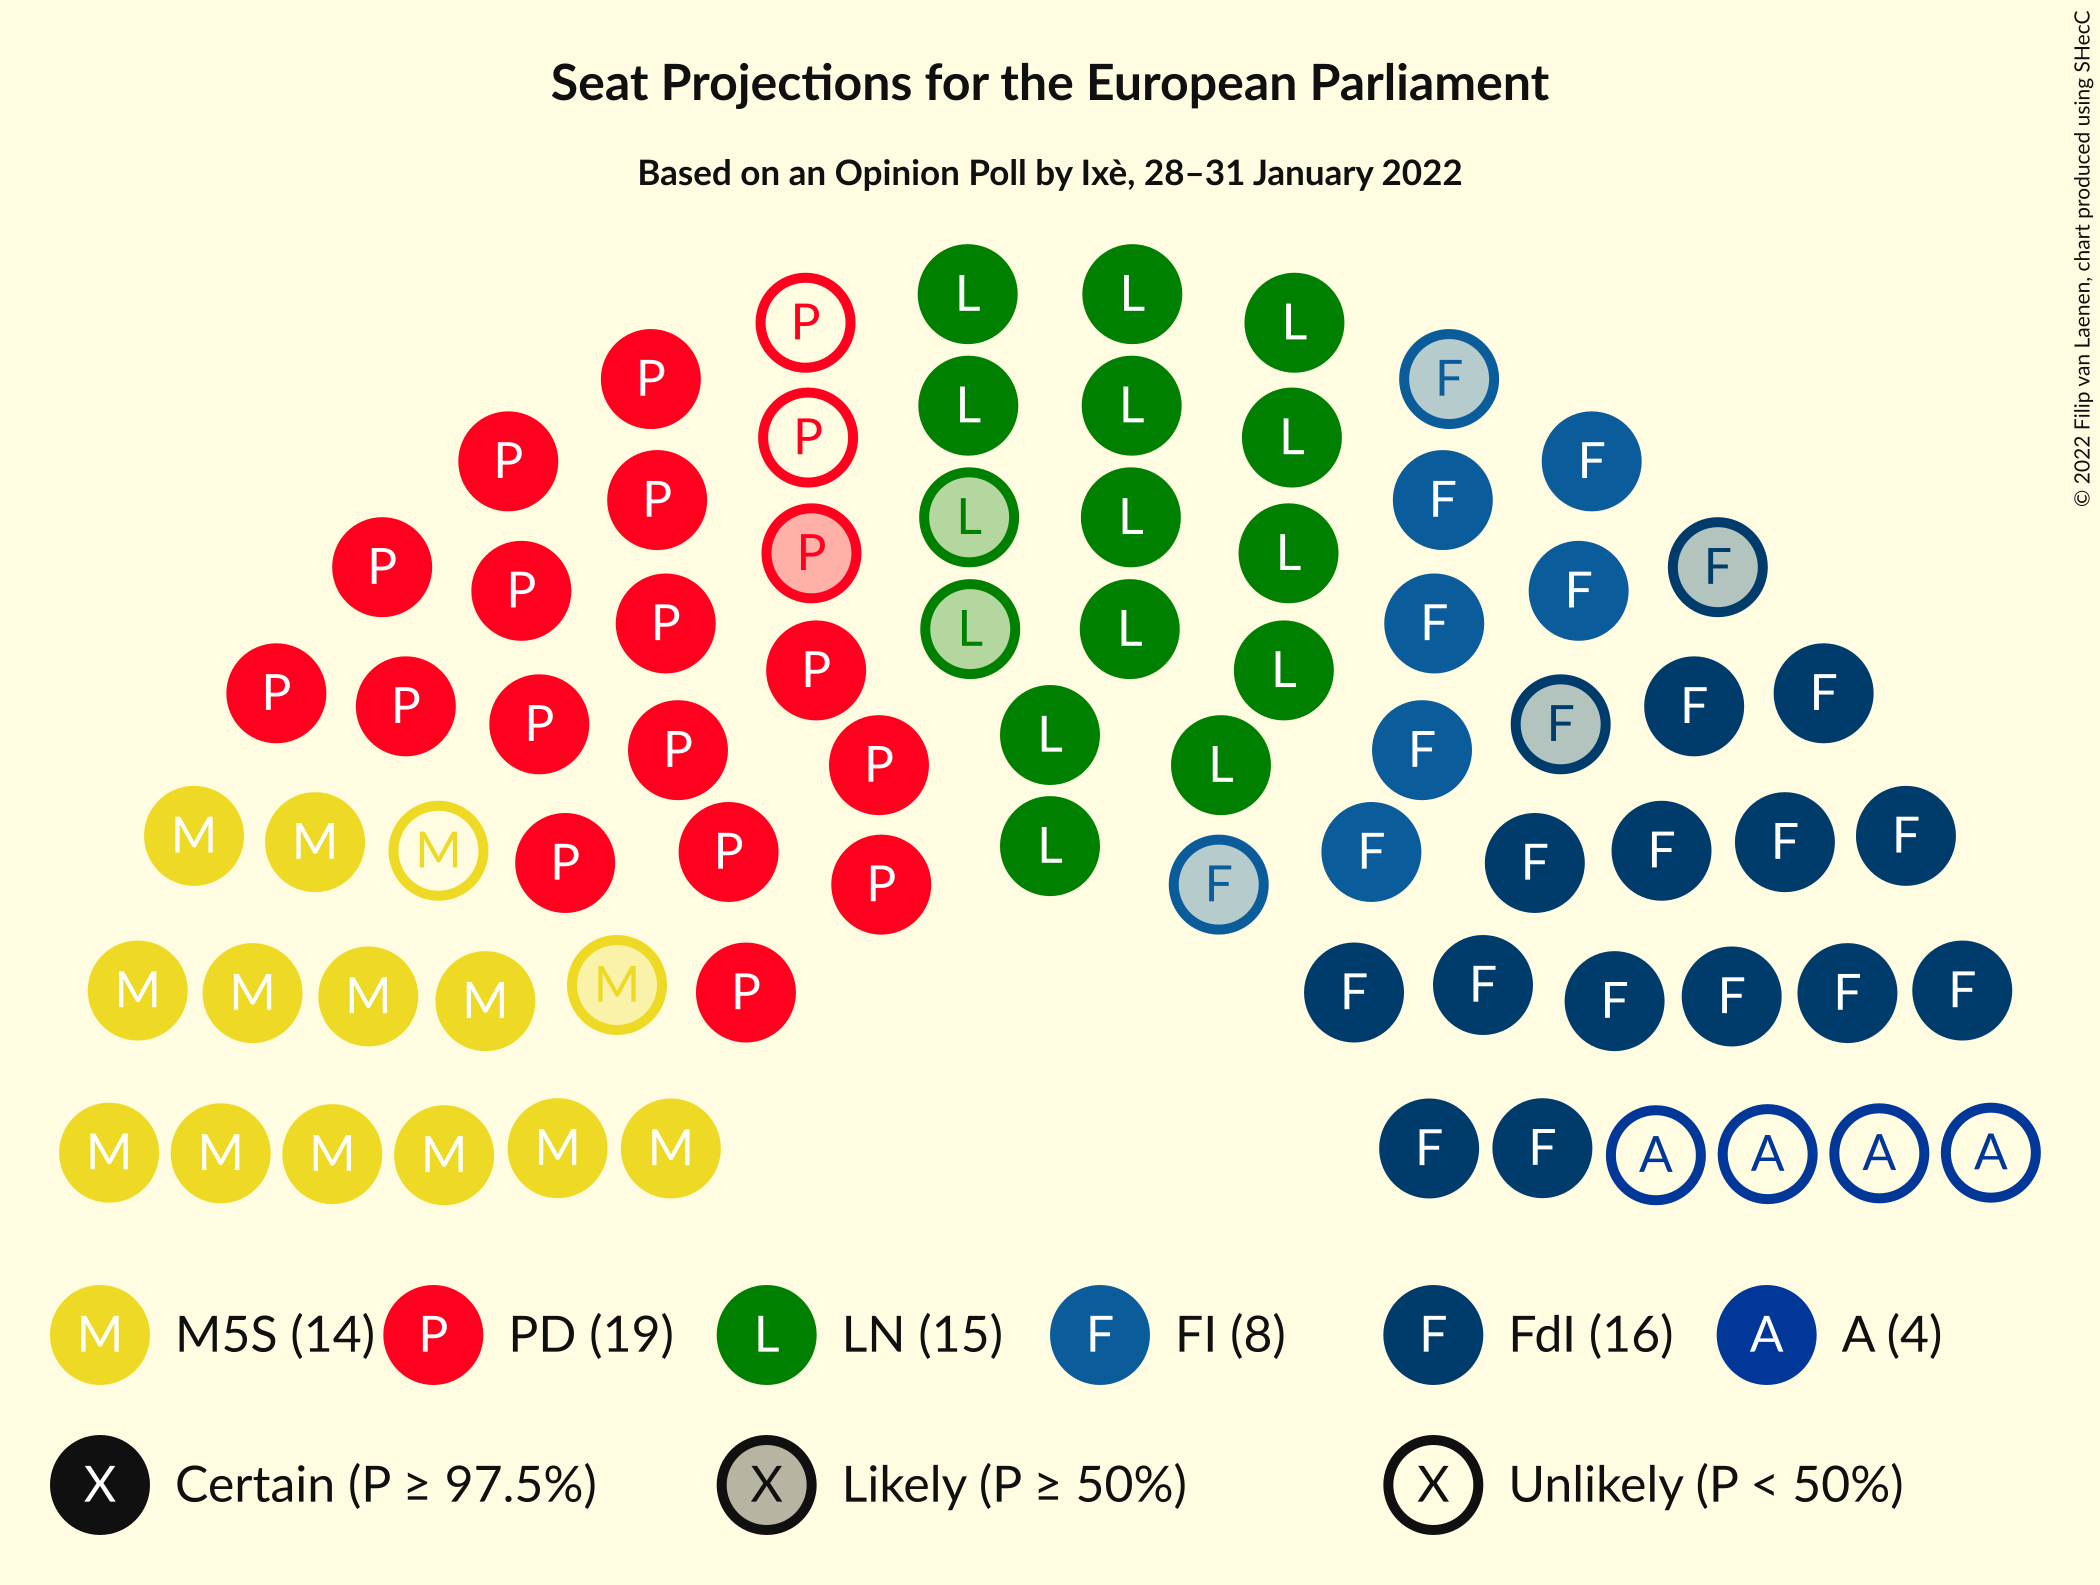 Seat Projections for the European Parliament
Based on an Opinion Poll by Ixè, 28–31 January 2022
© 2022 Filip van Laenen, chart produced using SHecC
L L
P L
P F
L L
P L
P F
P F
L L
P
P L
F
P F
P F
P L
P F
L L
P L
P P P F F F
P F
L
P L
M M M P P P L F F F F F F
M M M M M P F F F F F F
M M M M M M F F A A A A
M M5S (14) P PD (19) L LN (15) F FI (8) F FdI (16) A A (4)
X Certain (P ≥ 97.5%) X Likely (P ≥ 50%) X Unlikely (P < 50%)